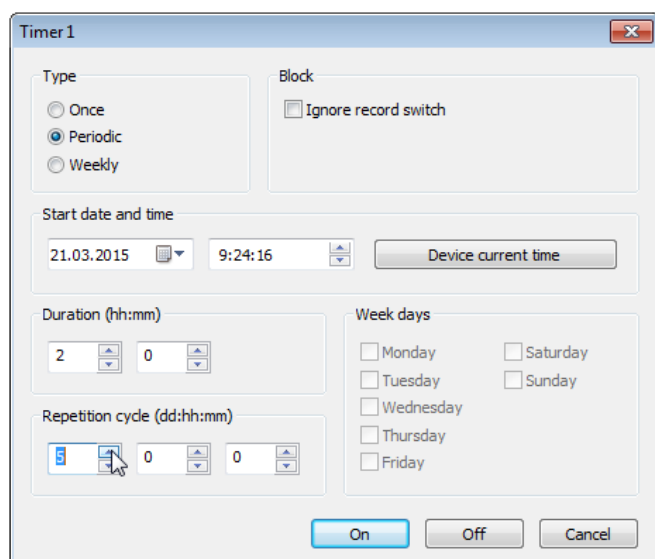 Timer 1
Type
Once
Periodic
Weekly
Block
Ignore record switch
Start date and time
21.03.2015
9:24:16
Device current time
Duration (hh:mm)
2
0
Repetition cycle (dd:hh:mm)
5
0
0
Week days
Monday
Tuesday
Wednesday
Thursday
Friday
Saturday
Sunday
On
Off
Cancel